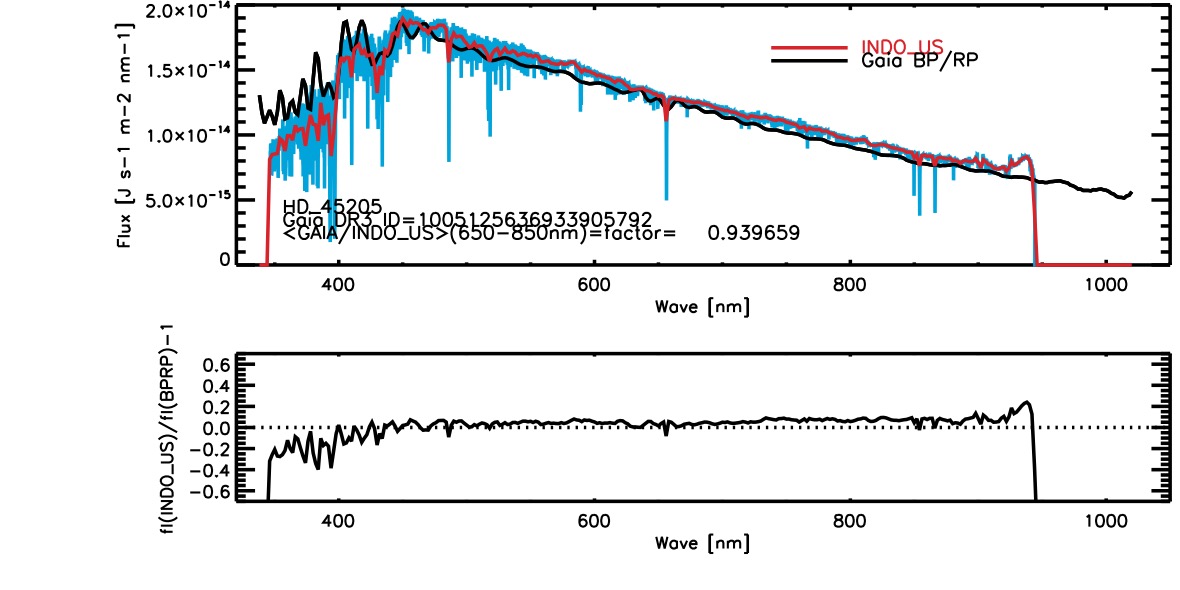 2.0×10⁻¹⁴
1.5×10⁻¹⁴
1.0×10⁻¹⁴
5.0×10⁻¹⁵
0
Flux [J s−1 m−2 nm−1]
INDO_US
Gaia BP/RP
HD_45205
Gaia DR3 ID=1005125636933905792
<GAIA/INDO_US>(650−850nm)=factor= 0.939659
400 600 800 1000
Wave [nm]
0.6
0.4
0.2
0.0
−0.2
−0.4
−0.6
fl(INDO_US)/fl(BPRP)−1
400 600 800 1000
Wave [nm]